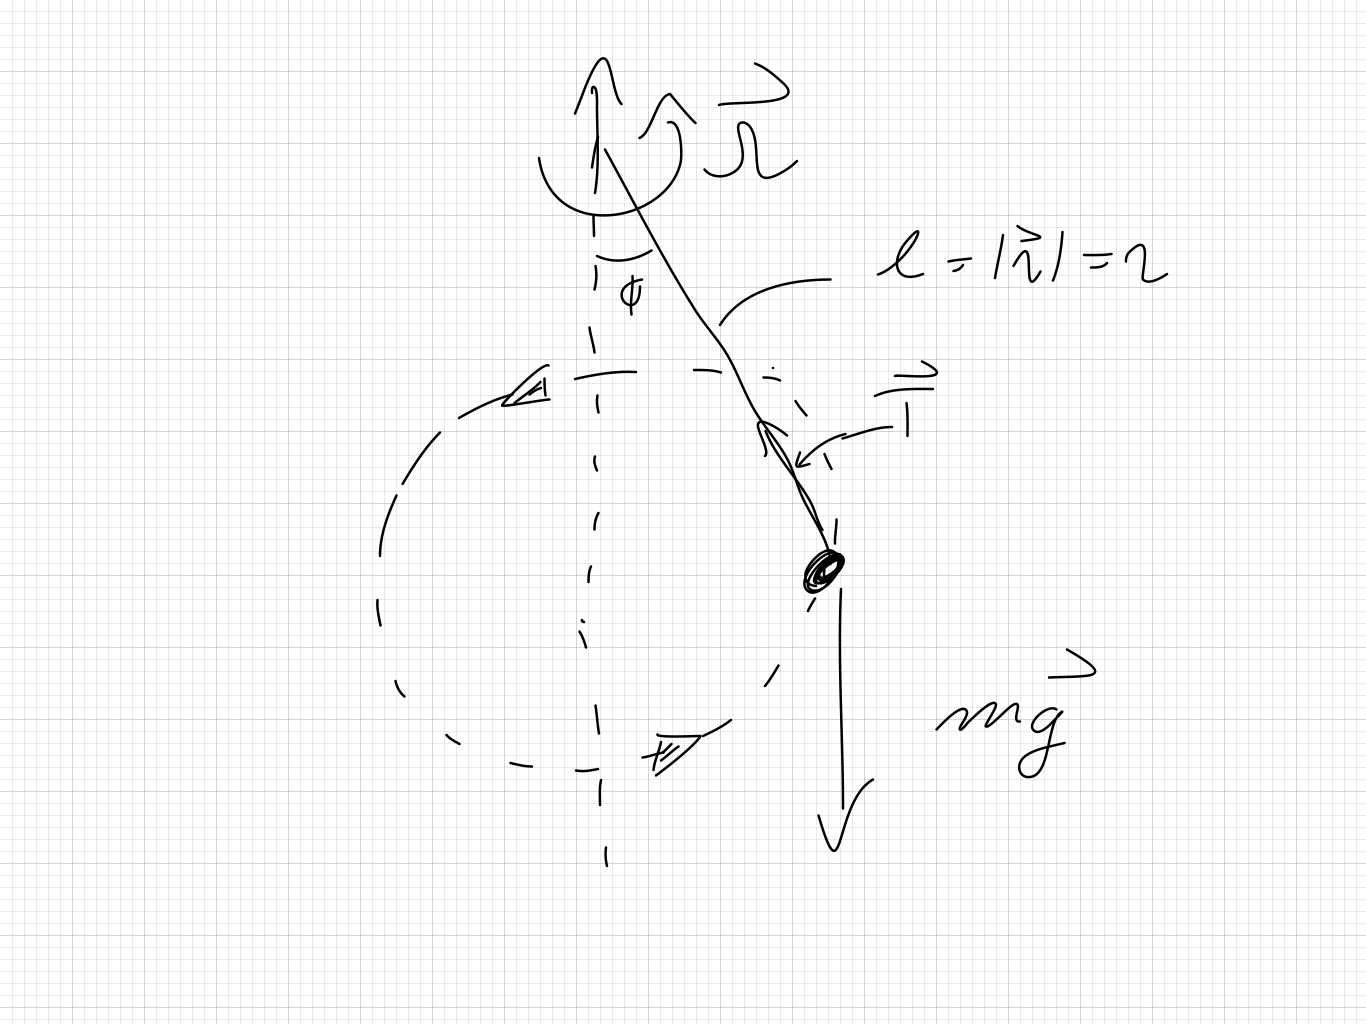 Ω⃗
l = |r⃗| = r
ϕ
T⃗
mg⃗